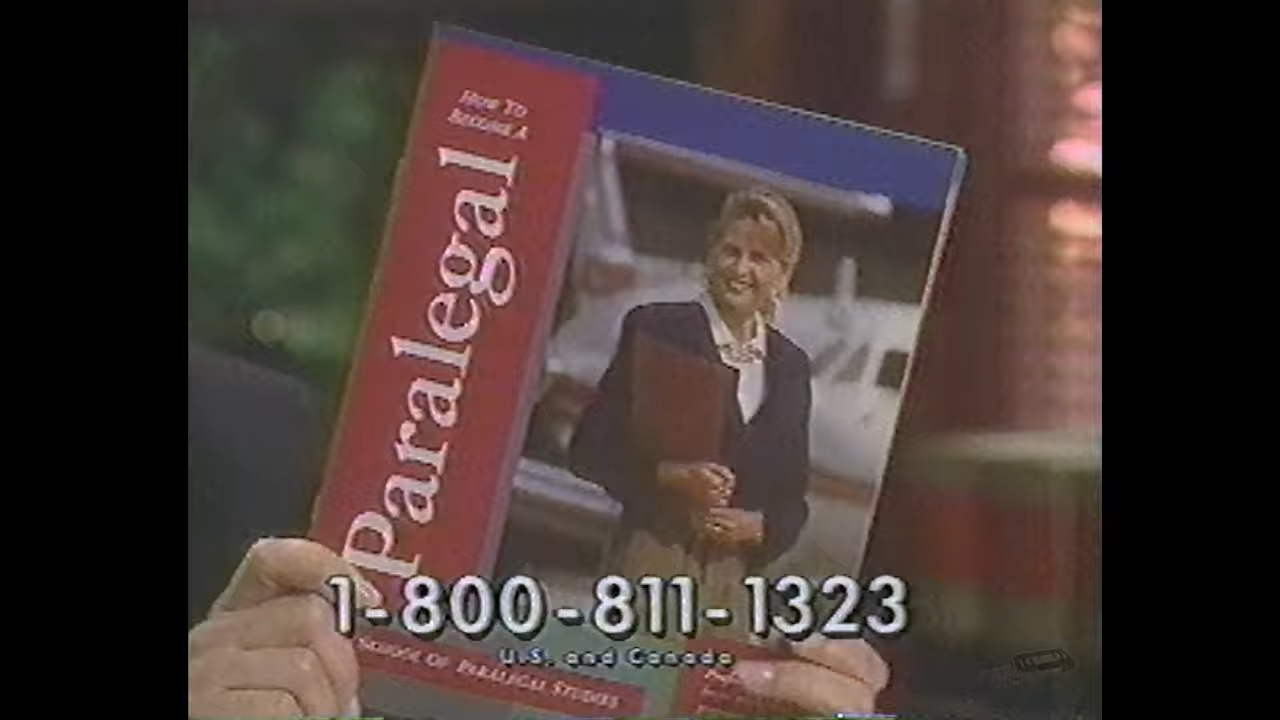 How To
Become A
Paralegal
1-800-811-1323
U.S. and Canada
School of Paralegal Studies